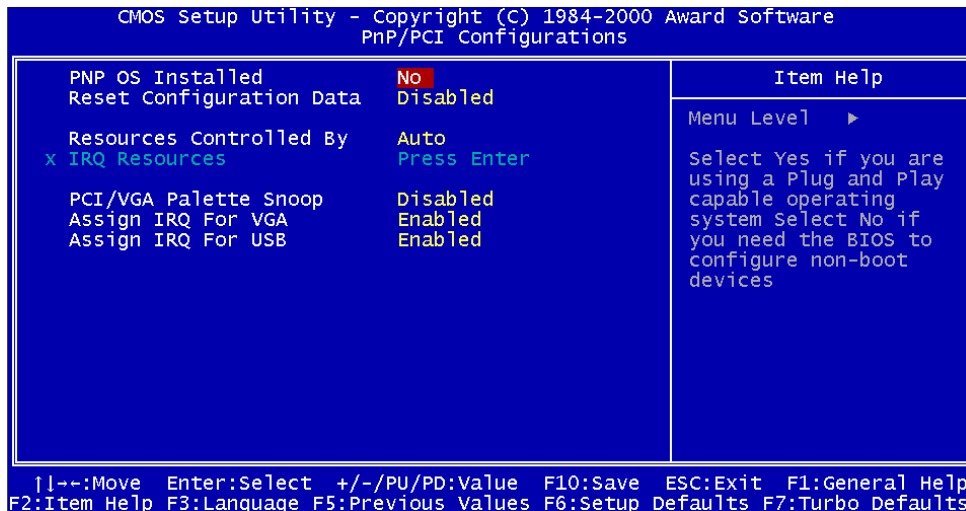 CMOS Setup Utility - Copyright (C) 1984-2000 Award Software
PnP/PCI Configurations
PNP OS Installed No
Reset Configuration Data Disabled
Resources Controlled By Auto
x IRQ Resources Press Enter
PCI/VGA Palette Snoop Disabled
Assign IRQ For VGA Enabled
Assign IRQ For USB Enabled
Item Help
Menu Level ►
Select Yes if you are
using a Plug and Play
capable operating
system Select No if
you need the BIOS to
configure non-boot
devices
↑↓→←:Move Enter:Select +/-/PU/PD:Value F10:Save ESC:Exit F1:General Help
F2:Item Help F3:Language F5:Previous Values F6:Setup Defaults F7:Turbo Defaults